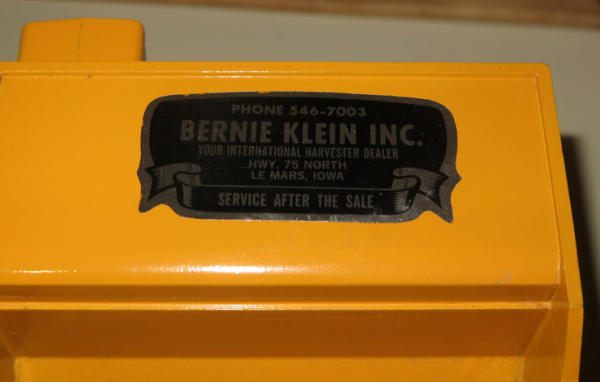 PHONE 546-7003
BERNIE KLEIN INC.
YOUR INTERNATIONAL HARVESTER DEALER
HWY. 75 NORTH
LE MARS, IOWA
SERVICE AFTER THE SALE